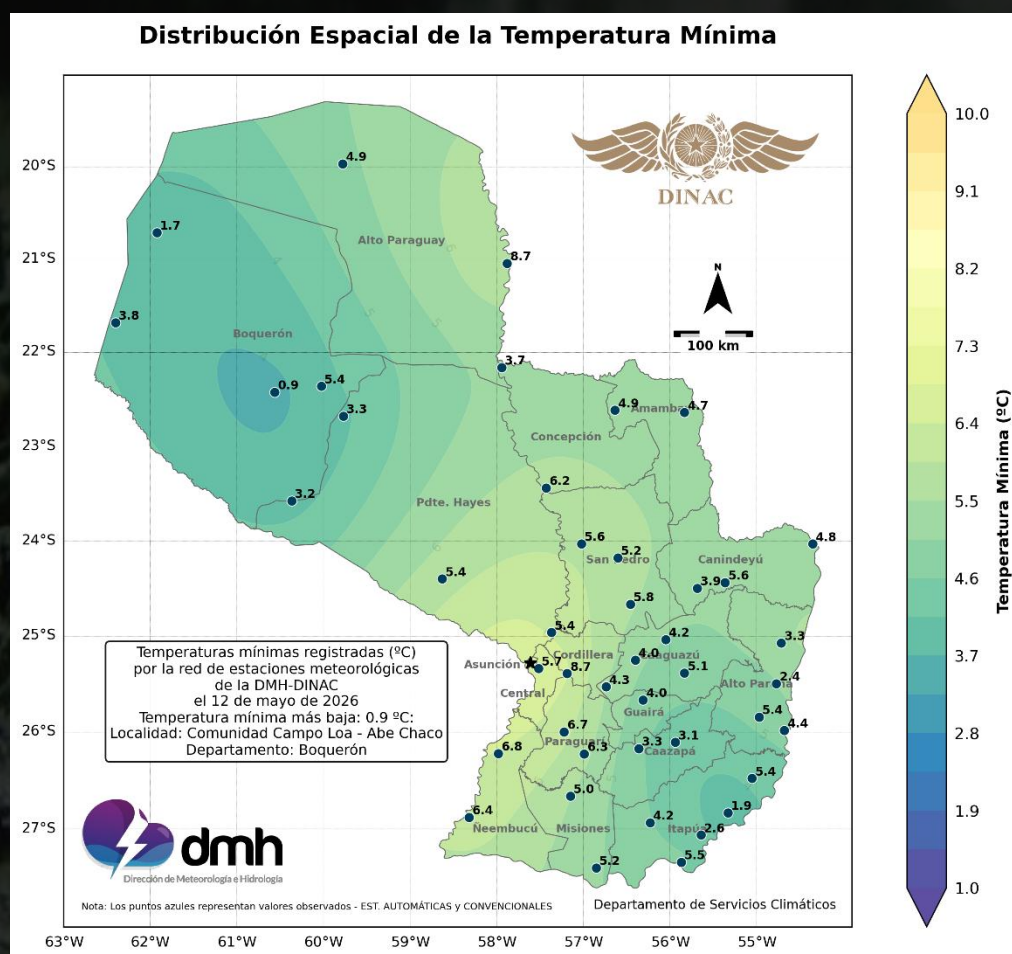 Distribución Espacial de la Temperatura Mínima
DINAC
N
100 km
20°S
21°S
22°S
23°S
24°S
25°S
26°S
27°S
63°W
62°W
61°W
60°W
59°W
58°W
57°W
56°W
55°W
4.9
1.7
Alto Paraguay
8.7
3.8
Boquerón
3.7
0.9
5.4
3.3
4.9
4.7
Concepción
6.2
3.2
Pdte. Hayes
5.6
5.2
San Pedro
4.8
Canindeyú
5.4
3.9
5.6
5.8
5.4
4.2
3.3
Asunción
5.7
Cordillera
8.7
4.0
5.1
Alto Paraná
2.4
Central
4.3
4.0
Guairá
5.4
4.4
6.7
Paraguarí
6.8
6.3
3.3
3.1
Caazapá
5.4
5.0
6.4
Ñeembucú
Misiones
4.2
1.9
2.6
5.2
5.5
Temperaturas mínimas registradas (ºC)
por la red de estaciones meteorológicas
de la DMH-DINAC
el 12 de mayo de 2026
Temperatura mínima más baja: 0.9 ºC:
Localidad: Comunidad Campo Loa - Abe Chaco
Departamento: Boquerón
dmh
Dirección de Meteorología e Hidrología
Nota: Los puntos azules representan valores observados - EST. AUTOMÁTICAS y CONVENCIONALES
Departamento de Servicios Climáticos
10.0
9.1
8.2
7.3
6.4
5.5
4.6
3.7
2.8
1.9
1.0
Temperatura Mínima (ºC)